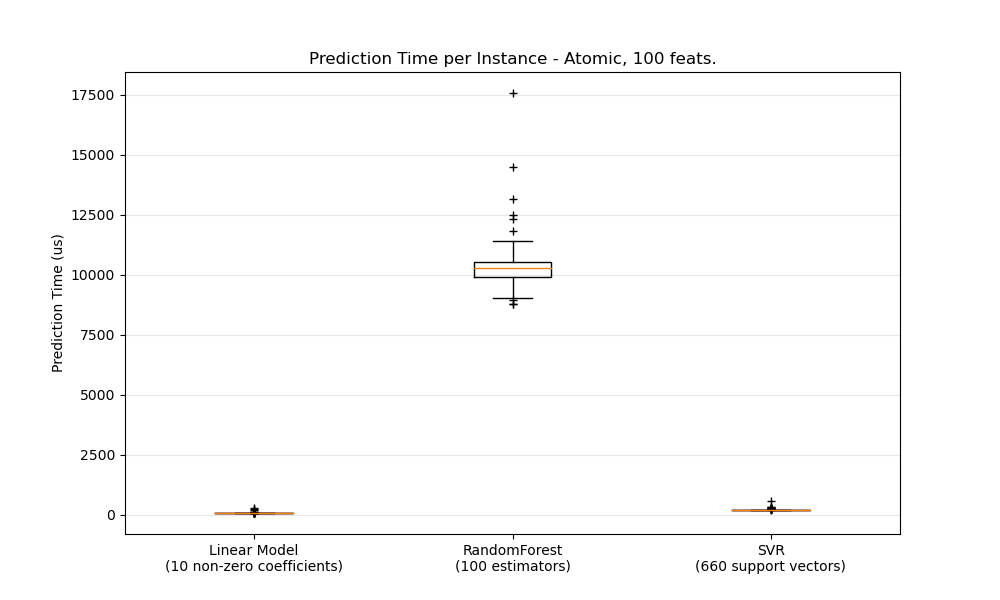 Prediction Time per Instance - Atomic, 100 feats.
17500
15000
12500
10000
7500
5000
2500
0
Prediction Time (us)
Linear Model
(10 non-zero coefficients)
RandomForest
(100 estimators)
SVR
(660 support vectors)